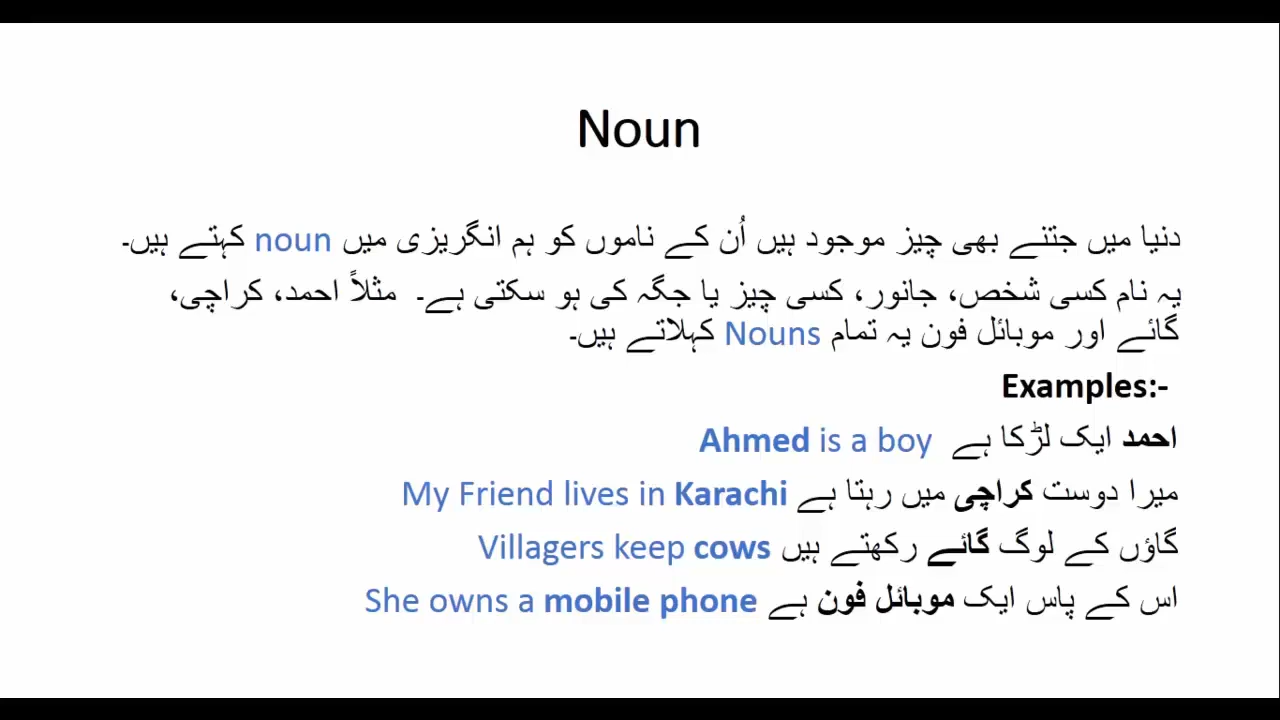 Noun
دنیا میں جتنے بھی چیز موجود ہیں اُن کے ناموں کو ہم انگریزی میں noun کہتے ہیں۔
یہ نام کسی شخص، جانور، کسی چیز یا جگہ کی ہو سکتی ہے۔ مثلاً احمد، کراچی،
گائے اور موبائل فون یہ تمام Nouns کہلاتے ہیں۔
Examples:-
احمد ایک لڑکا ہے Ahmed is a boy
میرا دوست کراچی میں رہتا ہے My Friend lives in Karachi
گاؤں کے لوگ گائے رکھتے ہیں Villagers keep cows
اس کے پاس ایک موبائل فون ہے She owns a mobile phone